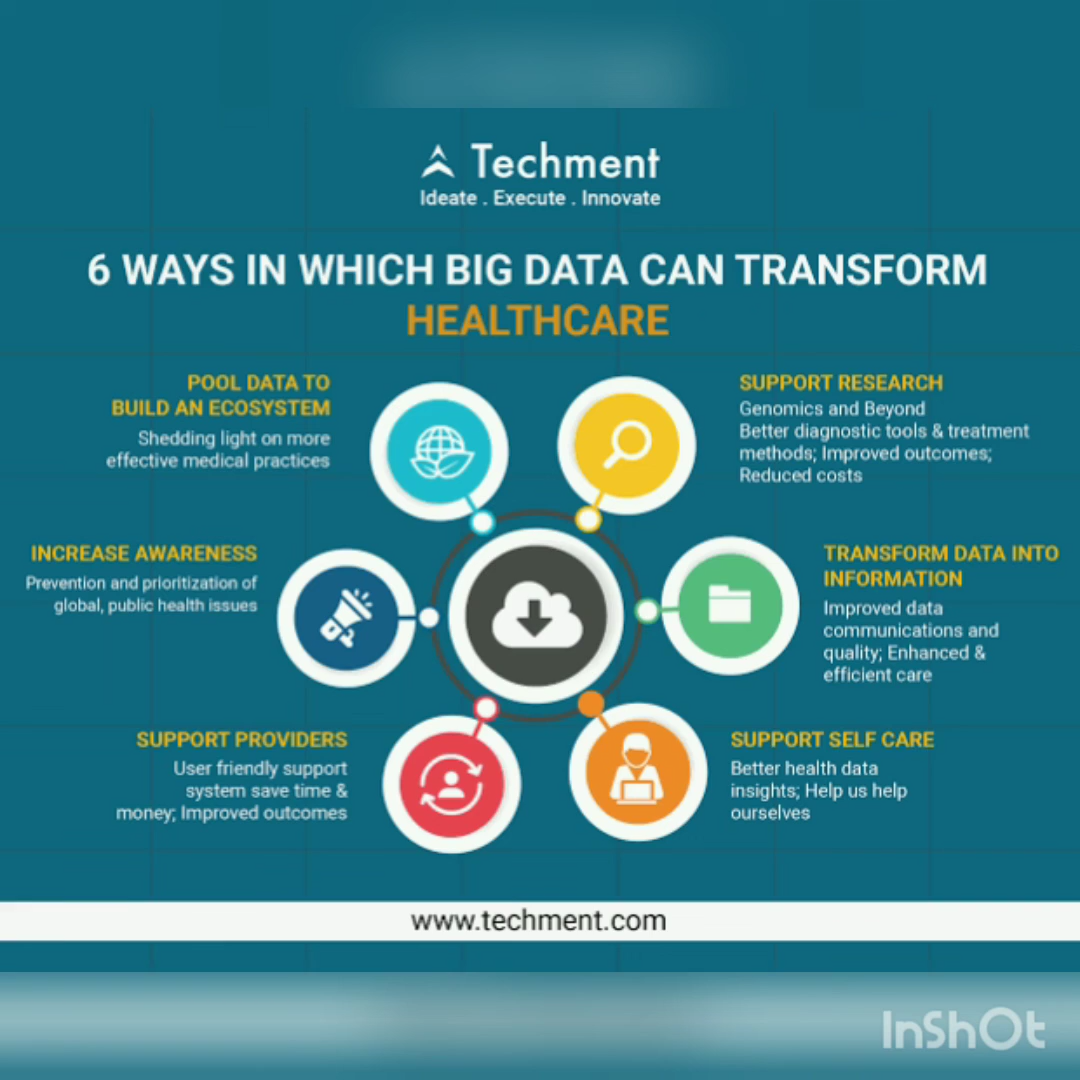 Techment
Ideate . Execute . Innovate
6 WAYS IN WHICH BIG DATA CAN TRANSFORM
HEALTHCARE
POOL DATA TO
BUILD AN ECOSYSTEM
Shedding light on more
effective medical practices
SUPPORT RESEARCH
Genomics and Beyond
Better diagnostic tools & treatment
methods; Improved outcomes;
Reduced costs
INCREASE AWARENESS
Prevention and prioritization of
global, public health issues
TRANSFORM DATA INTO
INFORMATION
Improved data
communications and
quality; Enhanced &
efficient care
SUPPORT PROVIDERS
User friendly support
system save time &
money; Improved outcomes
SUPPORT SELF CARE
Better health data
insights; Help us help
ourselves
www.techment.com
InShOt